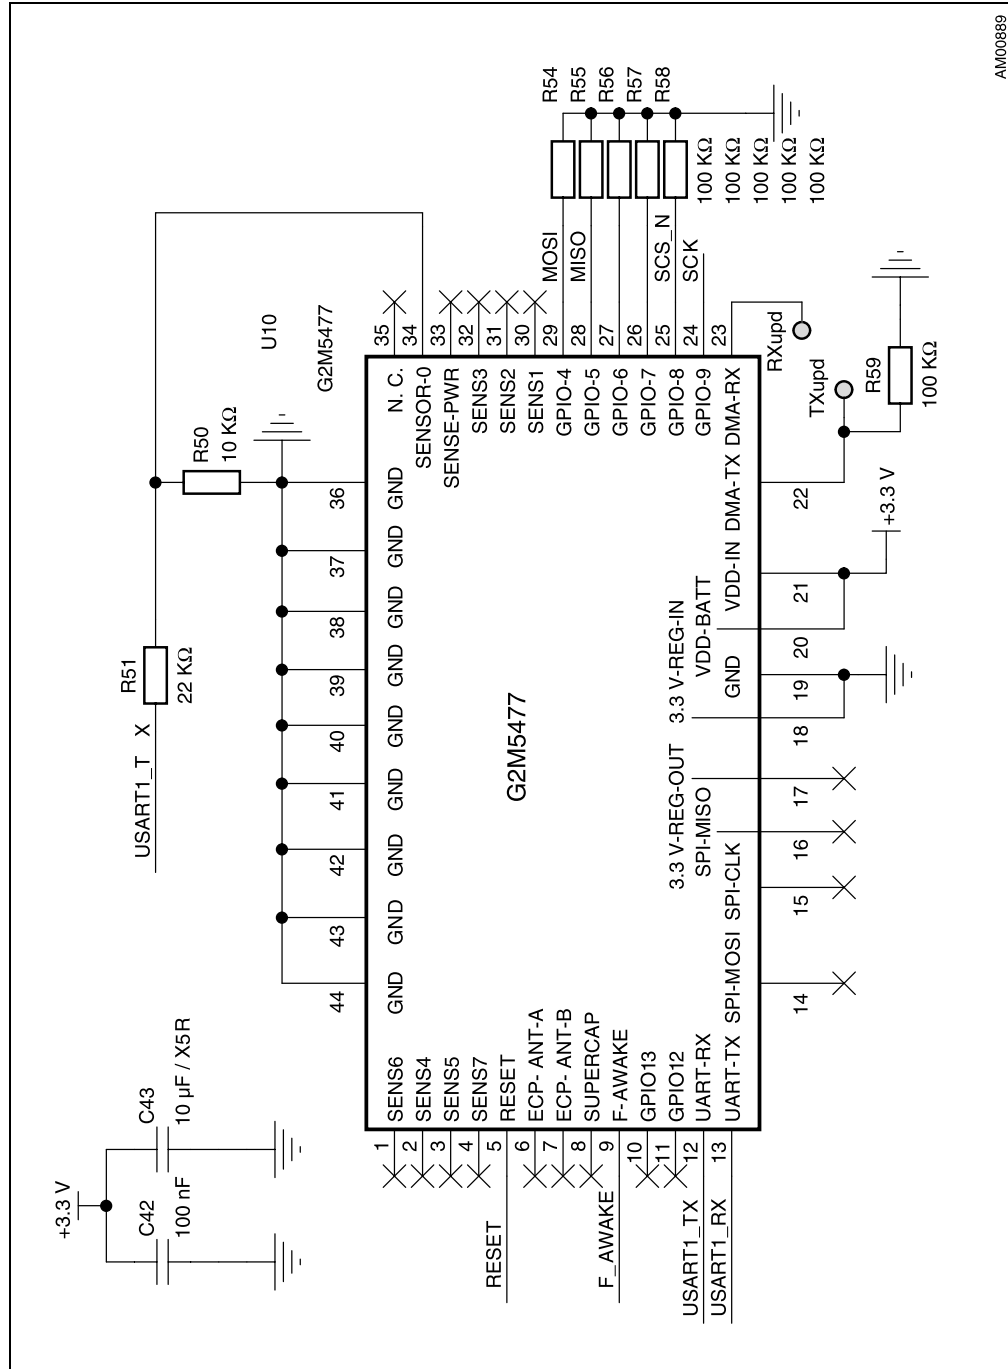 AM00889
+3.3 V
C42
100 nF
C43
10 µF / X5R
USART1_T X
R51
22 KΩ
R50
10 KΩ
U10
G2M5477
G2M5477
44 GND
43 GND
42 GND
41 GND
40 GND
39 GND
38 GND
37 GND
36 GND
35 N. C.
34 SENSOR-0
33 SENSE-PWR
32 SENS3
31 SENS2
30 SENS1
29 GPIO-4
28 GPIO-5
27 GPIO-6
26 GPIO-7
25 GPIO-8
24 GPIO-9
23 DMA-RX
MOSI
MISO
SCS_N
SCK
R54
R55
R56
R57
R58
100 KΩ
100 KΩ
100 KΩ
100 KΩ
100 KΩ
RXupd
TXupd
R59
100 KΩ
1 SENS6
2 SENS4
3 SENS5
4 SENS7
5 RESET
6 ECP- ANT-A
7 ECP- ANT-B
8 SUPERCAP
9 F-AWAKE
10 GPIO13
11 GPIO12
12 UART-RX
13 UART-TX
RESET
F_AWAKE
USART1_TX
USART1_RX
14 SPI-MOSI
15 SPI-CLK
16 SPI-MISO
17 3.3 V-REG-OUT
18 3.3 V-REG-IN
19 GND
20 VDD-BATT
21 VDD-IN
22 DMA-TX
+3.3 V